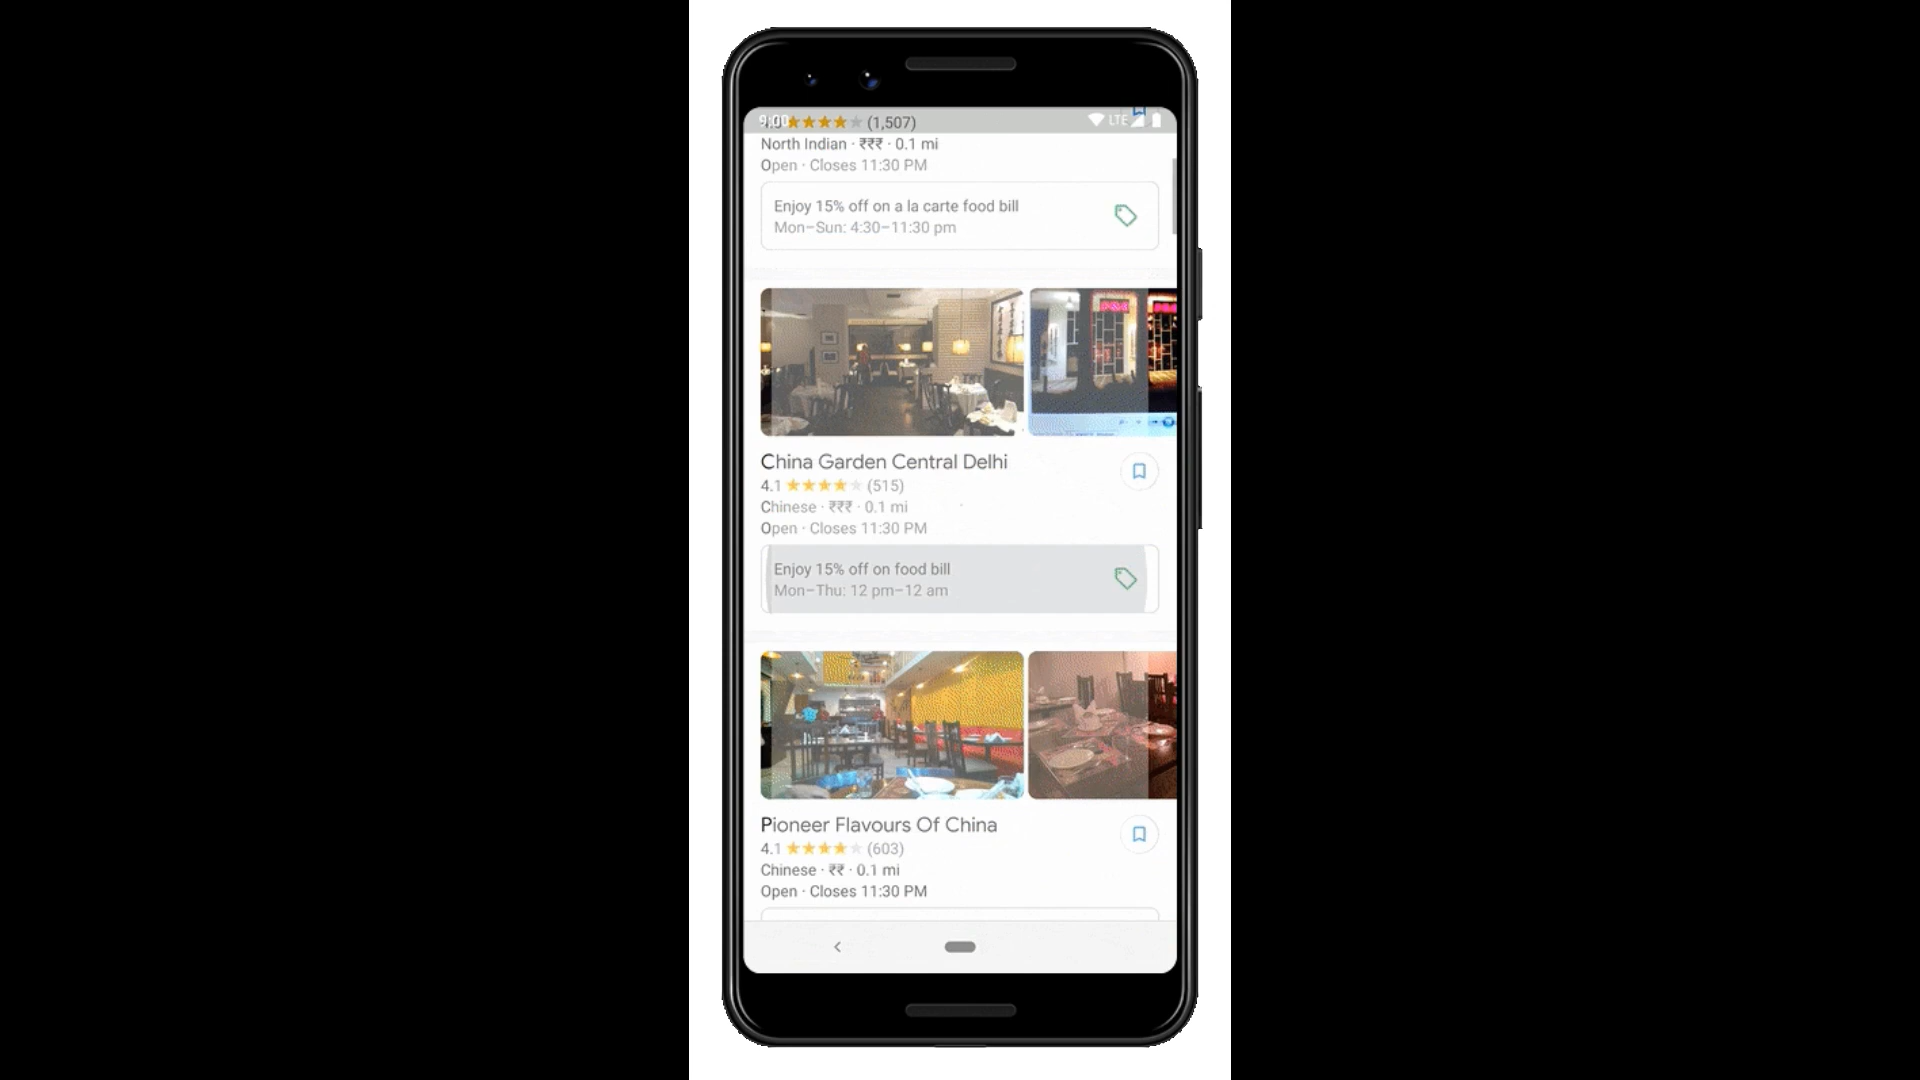 9:00 (1,507) LTE
North Indian · ₹₹₹ · 0.1 mi
Open · Closes 11:30 PM
Enjoy 15% off on a la carte food bill
Mon–Sun: 4:30–11:30 pm
China Garden Central Delhi
4.1 (515)
Chinese · ₹₹₹ · 0.1 mi
Open · Closes 11:30 PM
Enjoy 15% off on food bill
Mon–Thu: 12 pm–12 am
Pioneer Flavours Of China
4.1 (603)
Chinese · ₹₹ · 0.1 mi
Open · Closes 11:30 PM